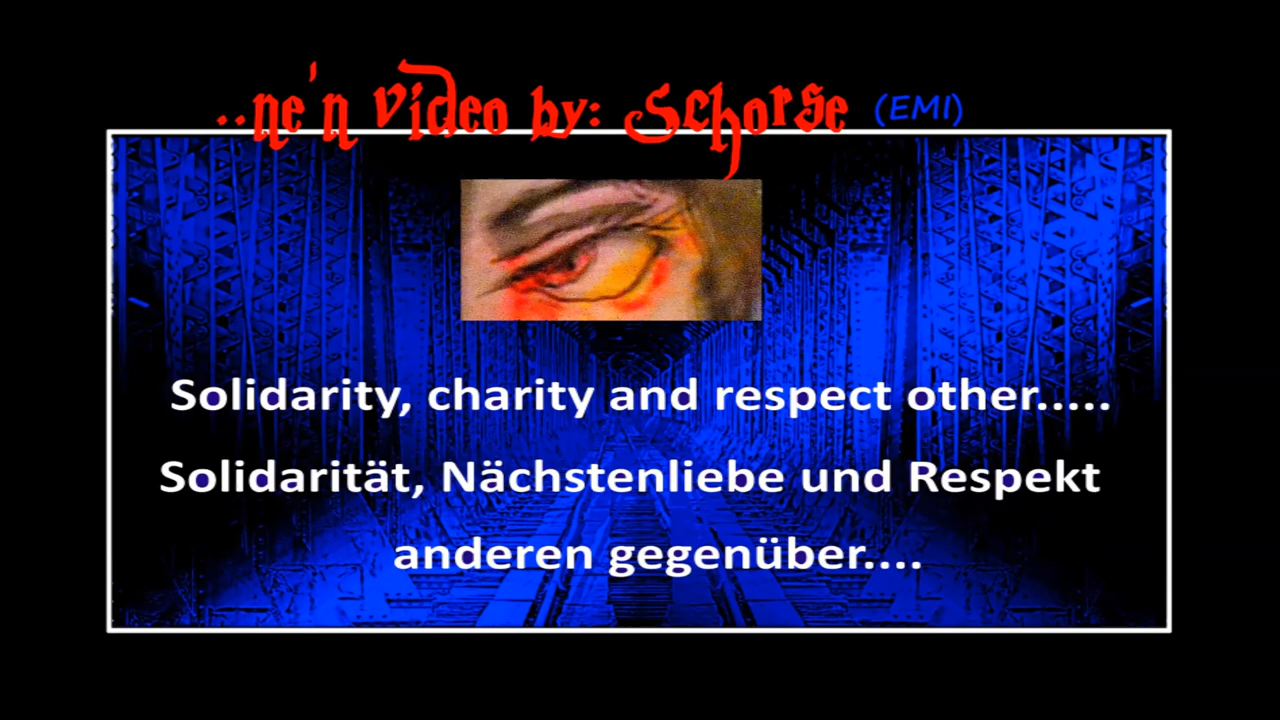 ..ne'n video by: Schorse (EMI)
Solidarity, charity and respect other.....
Solidarität, Nächstenliebe und Respekt
anderen gegenüber....